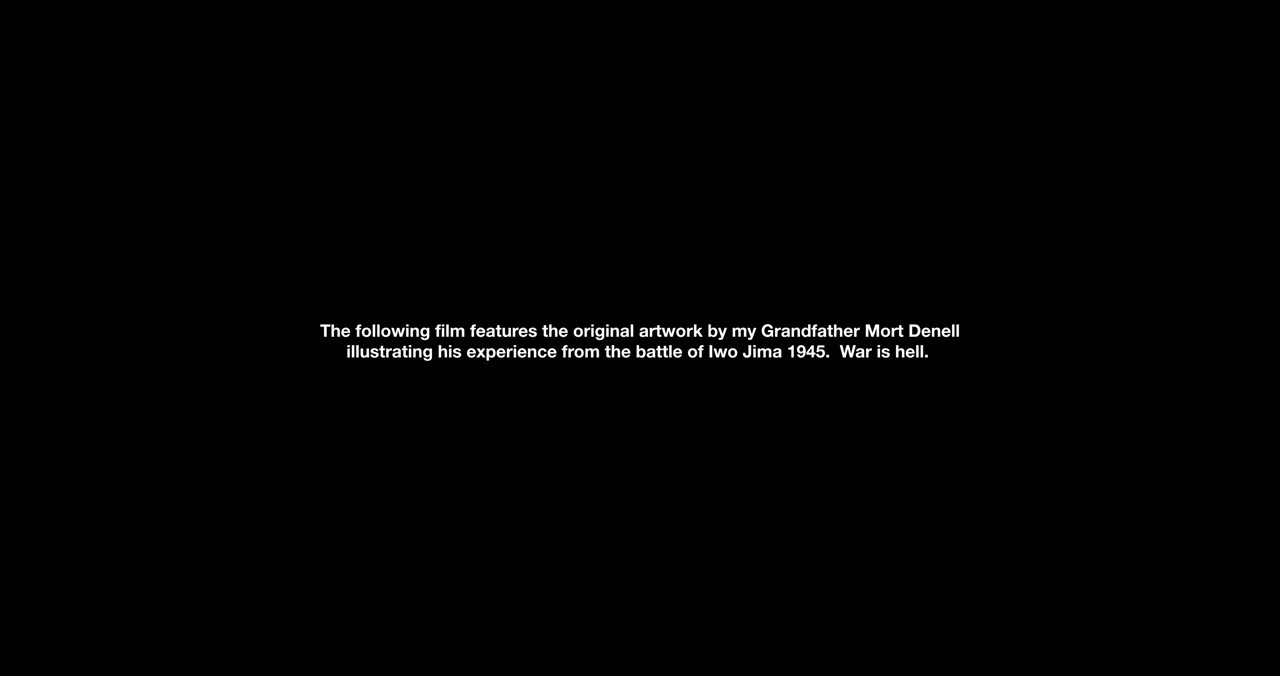 The following film features the original artwork by my Grandfather Mort Denell
illustrating his experience from the battle of Iwo Jima 1945.  War is hell.